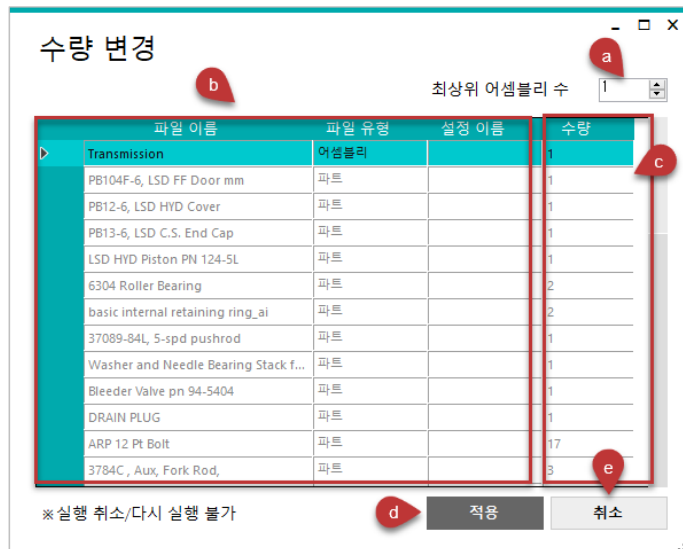 수량 변경
a
최상위 어셈블리 수 1
b
파일 이름 파일 유형 설정 이름 수량
Transmission 어셈블리 1
c
PB104F-6, LSD FF Door mm 파트 1
PB12-6, LSD HYD Cover 파트 1
PB13-6, LSD C.S. End Cap 파트 1
LSD HYD Piston PN 124-5L 파트 1
6304 Roller Bearing 파트 2
basic internal retaining ring_ai 파트 2
37089-84L, 5-spd pushrod 파트 1
Washer and Needle Bearing Stack f... 파트 1
Bleeder Valve pn 94-5404 파트 1
DRAIN PLUG 파트 1
ARP 12 Pt Bolt 파트 17
3784C , Aux, Fork Rod, 파트 3
e
※실행 취소/다시 실행 불가 d 적용 취소